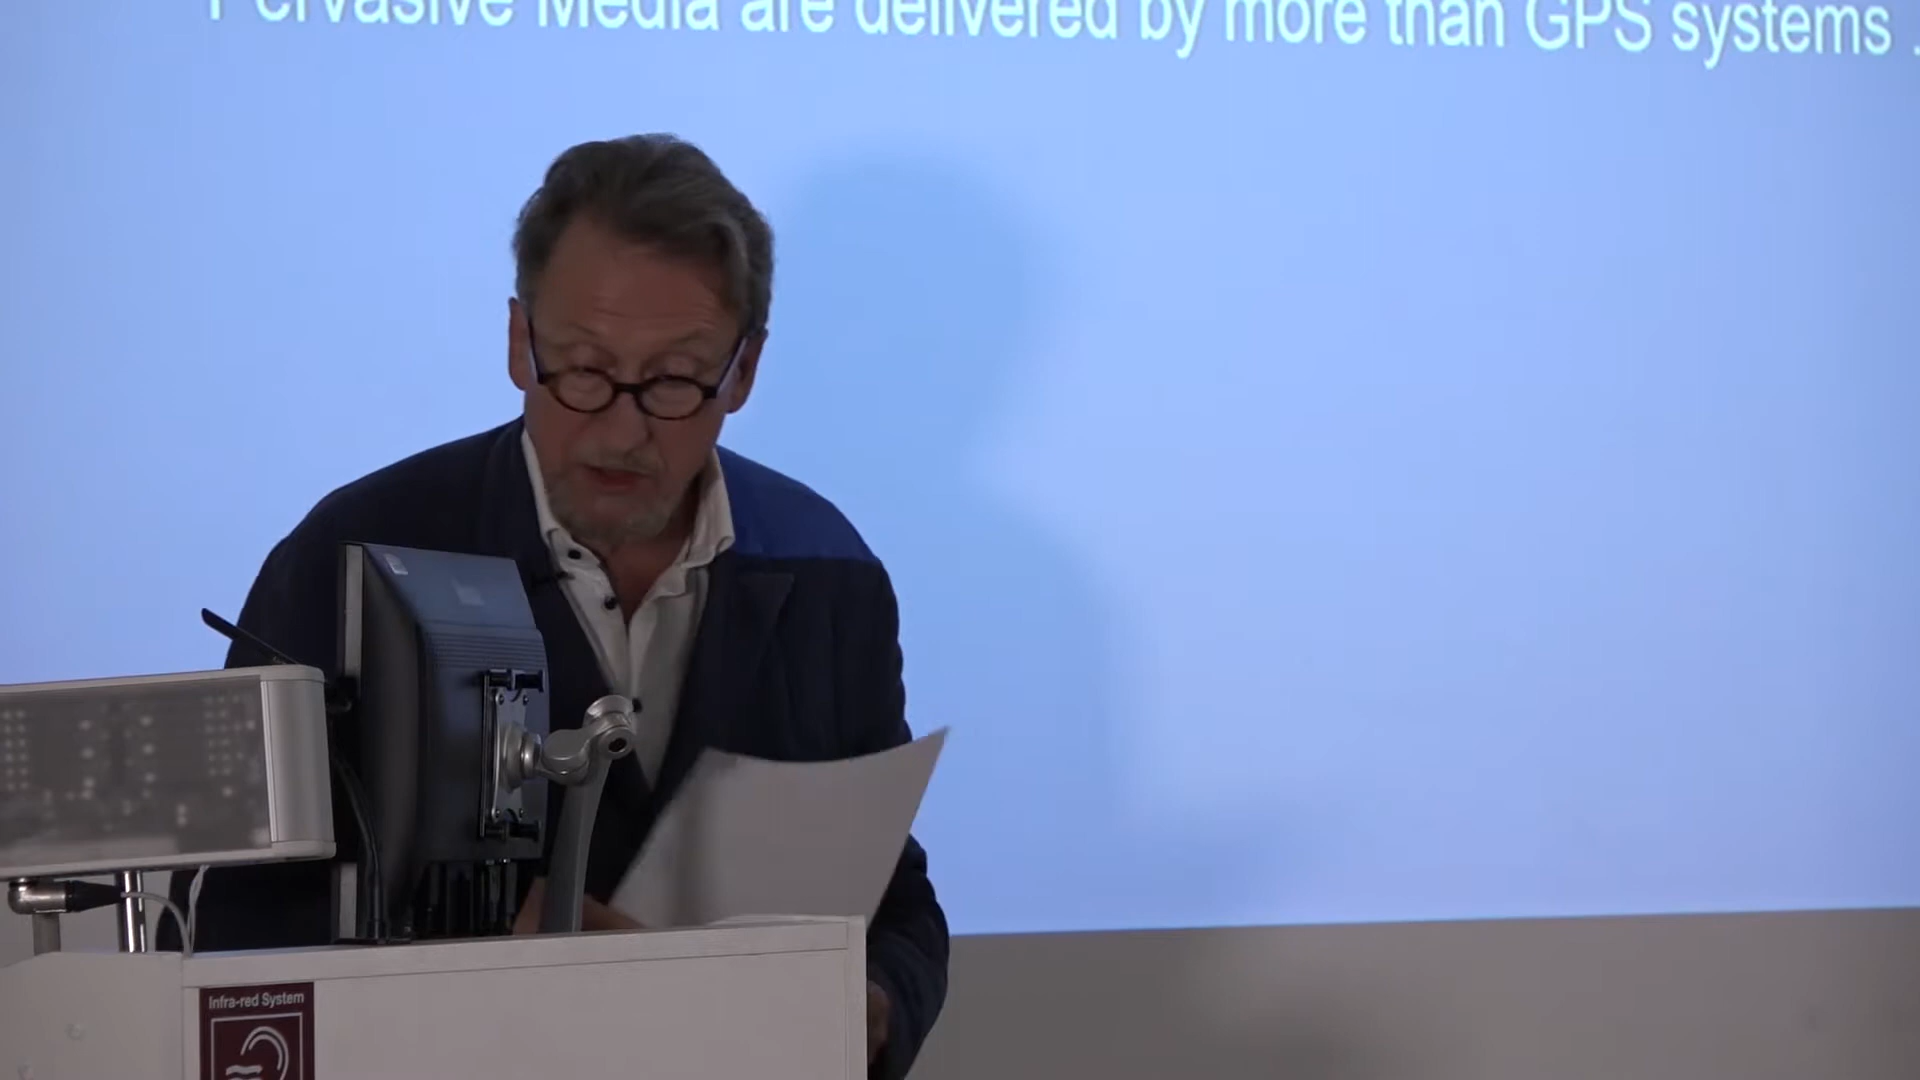 Pervasive Media are delivered by more than GPS systems .
Infra-red System